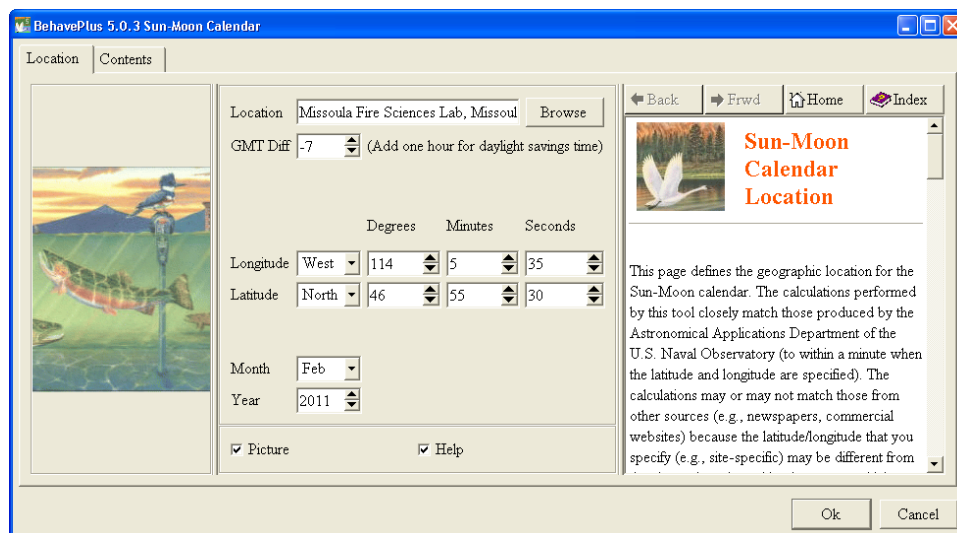 BehavePlus 5.0.3 Sun-Moon Calendar
Location Contents
Location Missoula Fire Sciences Lab, Missoul Browse
GMT Diff -7 (Add one hour for daylight savings time)
Degrees Minutes Seconds
Longitude West 114 5 35
Latitude North 46 55 30
Month Feb
Year 2011
Picture Help
Back Frwd Home Index
Sun-Moon
Calendar
Location
This page defines the geographic location for the
Sun-Moon calendar. The calculations performed
by this tool closely match those produced by the
Astronomical Applications Department of the
U.S. Naval Observatory (to within a minute when
the latitude and longitude are specified). The
calculations may or may not match those from
other sources (e.g., newspapers, commercial
websites) because the latitude/longitude that you
specify (e.g., site-specific) may be different from
Ok Cancel